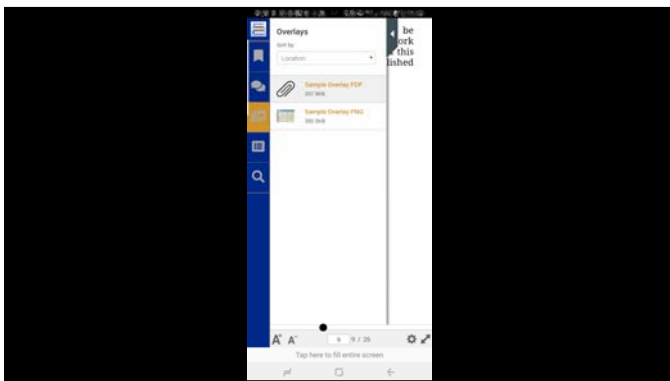 Overlays
Sort by
Location
Sample Overlay PDF
Sample Overlay PNG
be
ork
this
lished
A+ A-
9 9 / 26
Tap here to fill entire screen